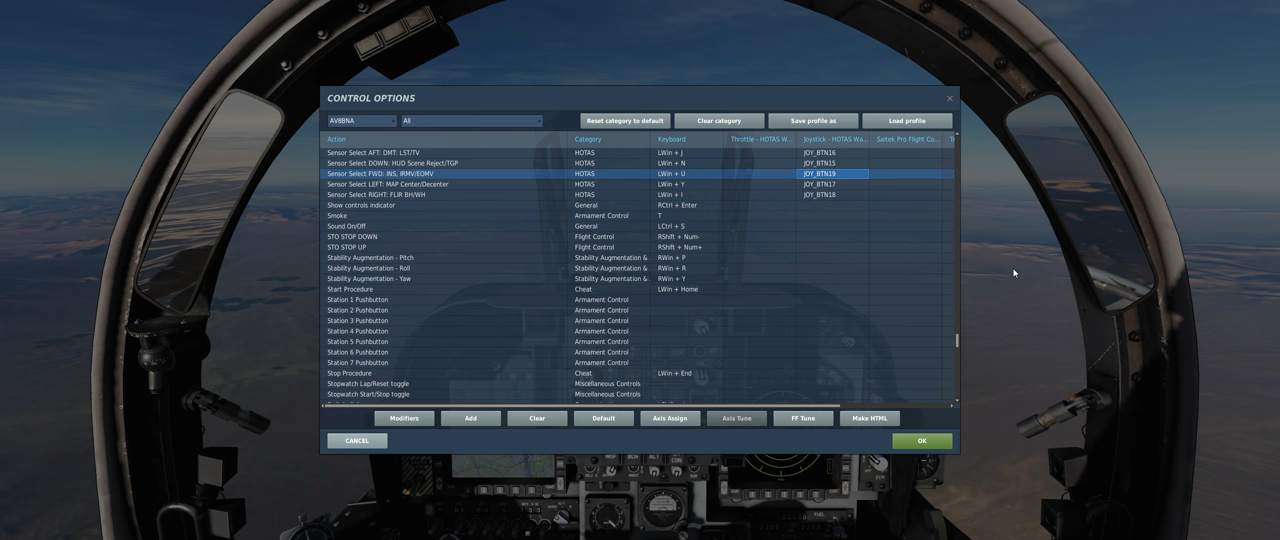 CONTROL OPTIONS
AV8BNA All Reset category to default Clear category Save profile as Load profile
Action Category Keyboard Throttle - HOTAS W... Joystick - HOTAS Wa... Saitek Pro Flight Co...
Sensor Select AFT: DMT: LST/TV HOTAS LWin + J JOY_BTN16
Sensor Select DOWN: HUD Scene Reject/TGP HOTAS LWin + N JOY_BTN15
Sensor Select FWD: INS, IRMV/EOMV HOTAS LWin + U JOY_BTN19
Sensor Select LEFT: MAP Center/Decenter HOTAS LWin + Y JOY_BTN17
Sensor Select RIGHT: FLIR BH/WH HOTAS LWin + I JOY_BTN18
Show controls indicator General RCtrl + Enter
Smoke Armament Control T
Sound On/Off General LCtrl + S
STO STOP DOWN Flight Control RShift + Num-
STO STOP UP Flight Control RShift + Num+
Stability Augmentation - Pitch Stability Augmentation & RWin + P
Stability Augmentation - Roll Stability Augmentation & RWin + R
Stability Augmentation - Yaw Stability Augmentation & RWin + Y
Start Procedure Cheat LWin + Home
Station 1 Pushbutton Armament Control
Station 2 Pushbutton Armament Control
Station 3 Pushbutton Armament Control
Station 4 Pushbutton Armament Control
Station 5 Pushbutton Armament Control
Station 6 Pushbutton Armament Control
Station 7 Pushbutton Armament Control
Stop Procedure Cheat LWin + End
Stopwatch Lap/Reset toggle Miscellaneous Controls
Stopwatch Start/Stop toggle Miscellaneous Controls
Modifiers Add Clear Default Axis Assign Axis Tune FF Tune Make HTML
CANCEL OK
BCN ALT
CON
ECM
FUEL